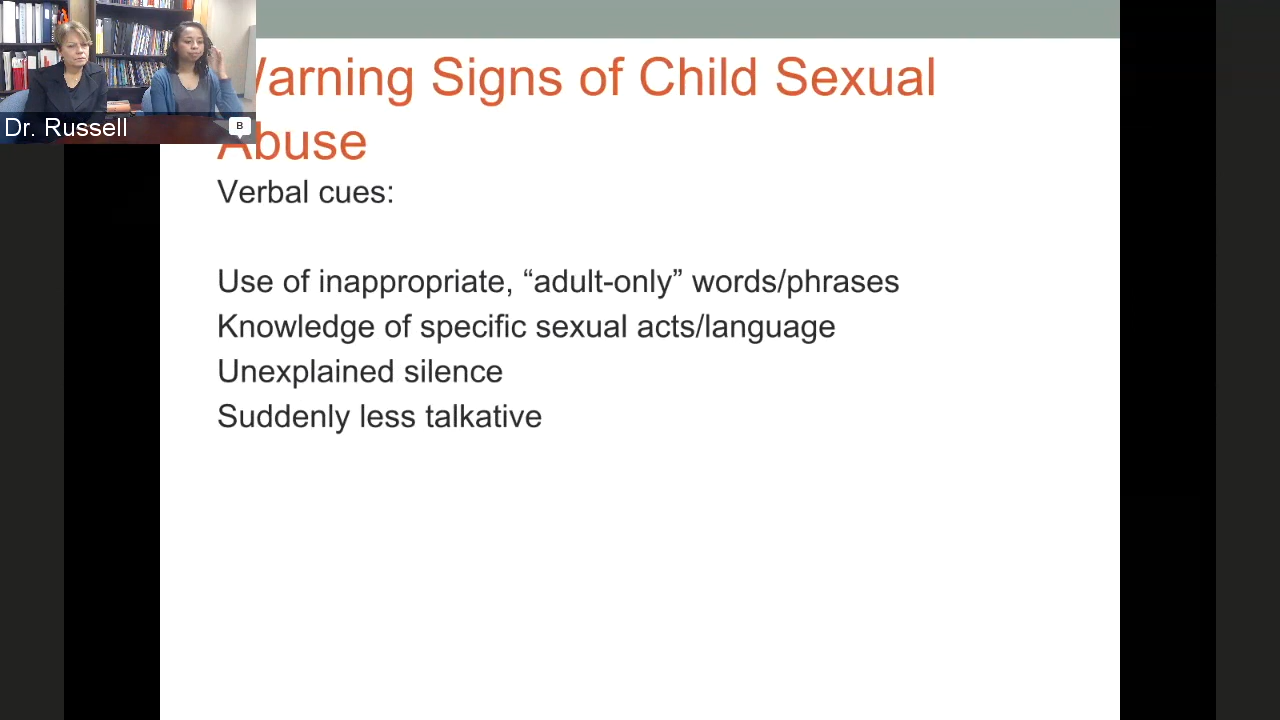 Warning Signs of Child Sexual
Abuse
Verbal cues:
Use of inappropriate, “adult-only” words/phrases
Knowledge of specific sexual acts/language
Unexplained silence
Suddenly less talkative
Dr. Russell
B